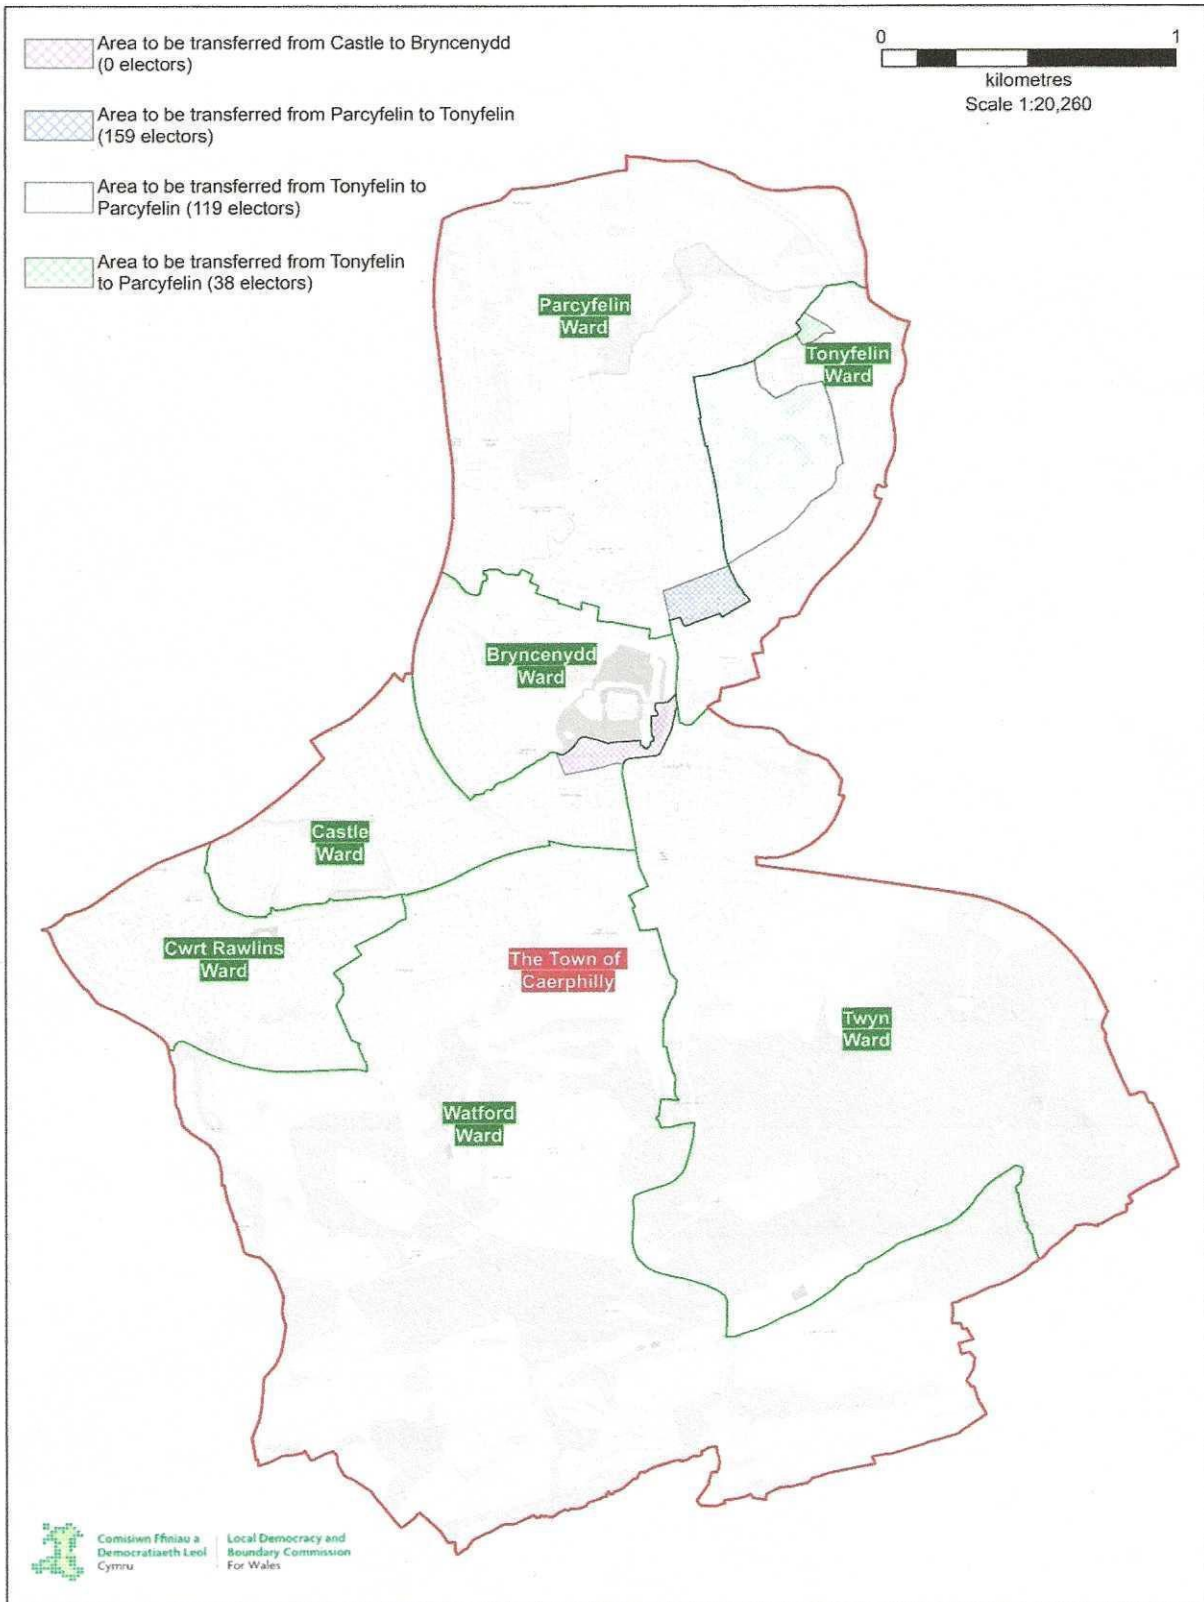 Area to be transferred from Castle to Bryncenydd
(0 electors)
Area to be transferred from Parcyfelin to Tonyfelin
(159 electors)
Area to be transferred from Tonyfelin to
Parcyfelin (119 electors)
Area to be transferred from Tonyfelin
to Parcyfelin (38 electors)
0 1
kilometres
Scale 1:20,260
Parcyfelin
Ward
Tonyfelin
Ward
Bryncenydd
Ward
Castle
Ward
Cwrt Rawlins
Ward
The Town of
Caerphilly
Twyn
Ward
Watford
Ward
Comisiwn Ffiniau a
Democratiaeth Leol
Cymru
Local Democracy and
Boundary Commission
For Wales